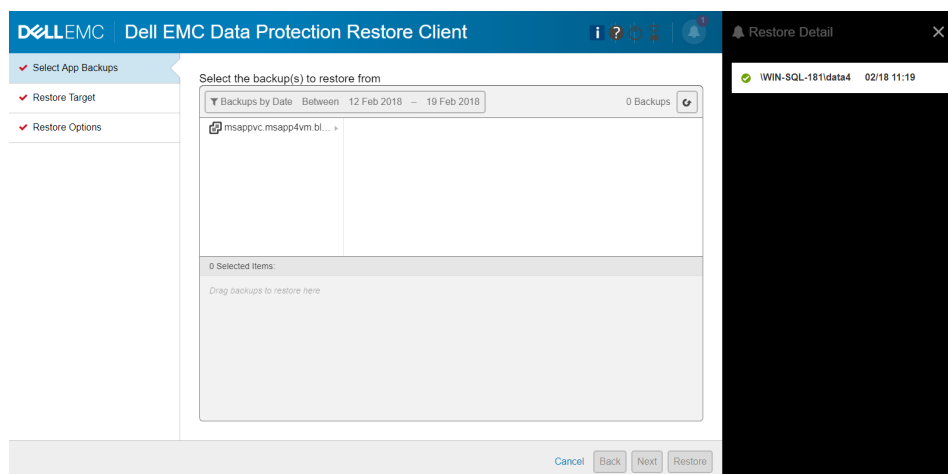 DELLEMC Dell EMC Data Protection Restore Client
i ?
1
Restore Detail
Select App Backups
Restore Target
Restore Options
\WIN-SQL-181\data4 02/18 11:19
Select the backup(s) to restore from
Backups by Date Between 12 Feb 2018 – 19 Feb 2018
0 Backups
msappvc.msapp4vm.bl...
0 Selected Items:
Drag backups to restore here
Cancel Back Next Restore